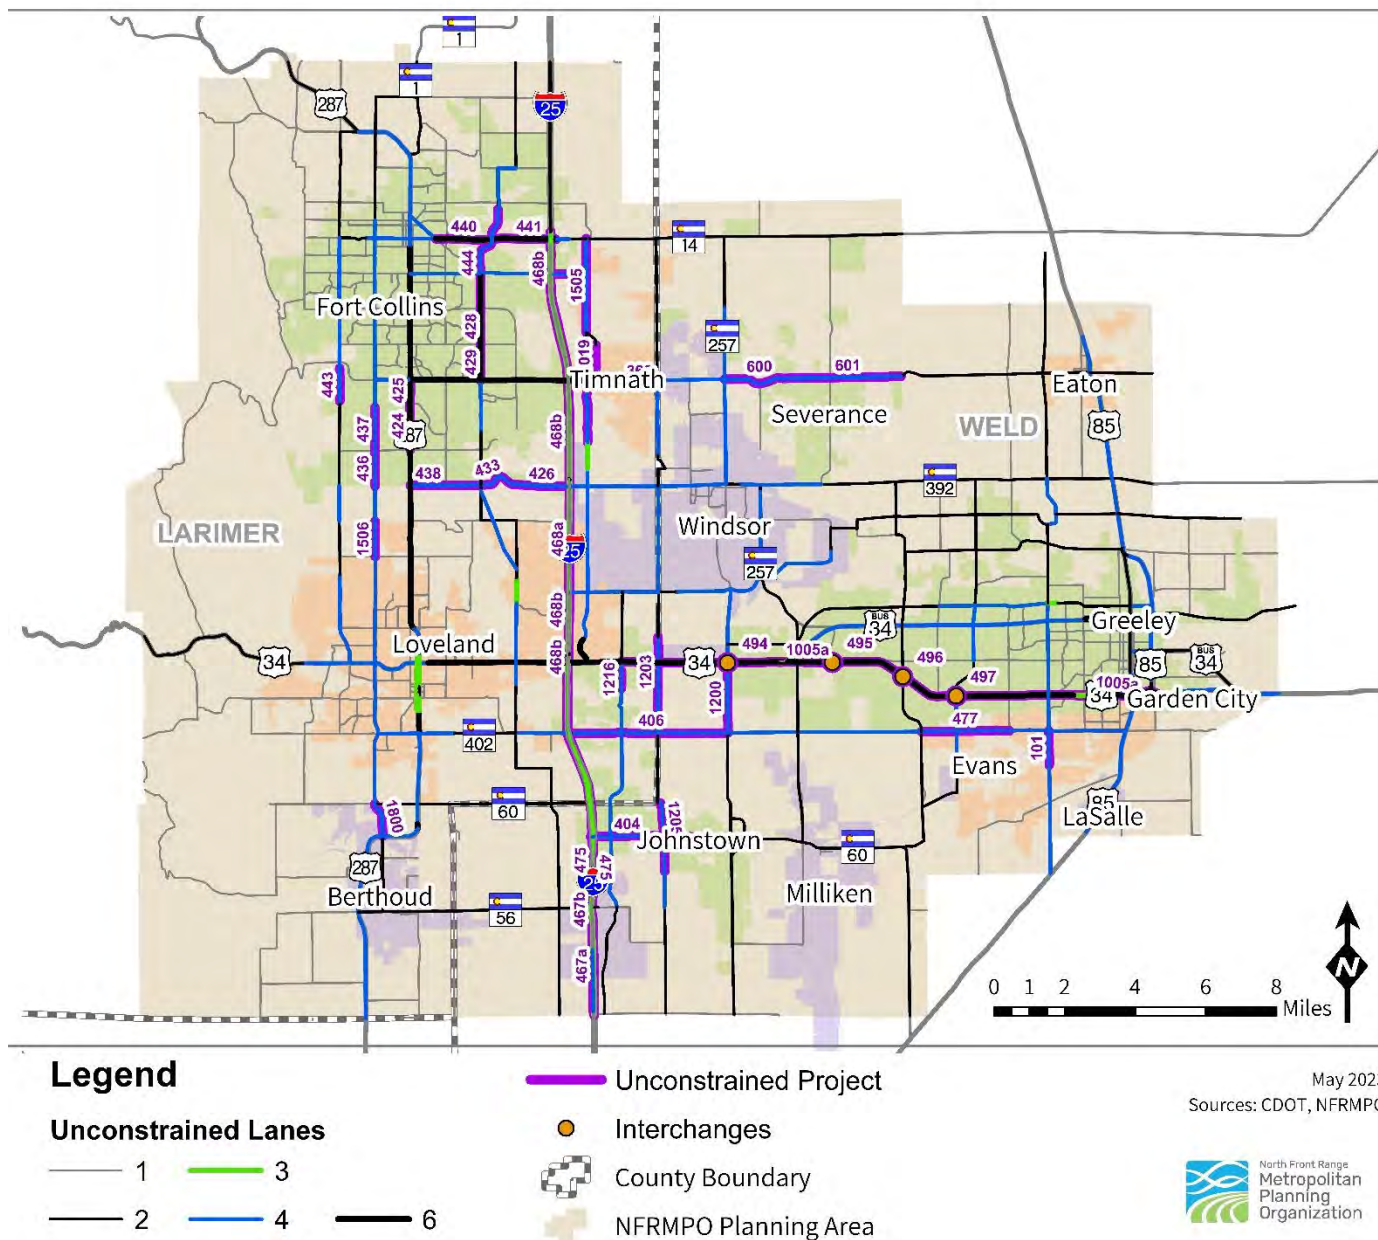 1
1
287
25
440
441
14
444
468b
1505
Fort Collins
257
428
429
019
Timnath
600
601
Eaton
443
425
Severance
424
437
468b
WELD
85
436
438
433
426
392
LARIMER
1506
468a
25
Windsor
257
468b
BUS
34
Greeley
34
Loveland
468b
1216
1203
34
494
1005a
495
496
497
85
BUS
34
1005a
34
Garden City
1200
406
477
402
101
Evans
60
1800
404
1205
Johnstown
85
LaSalle
60
287
475
475
25
Berthoud
467b
Milliken
56
467a
N
0 1 2 4 6 8
Miles
Legend
Unconstrained Project
May 202
Sources: CDOT, NFRMPO
Unconstrained Lanes
Interchanges
1
3
County Boundary
2
4
6
NFRMPO Planning Area
North Front Range
Metropolitan
Planning
Organization